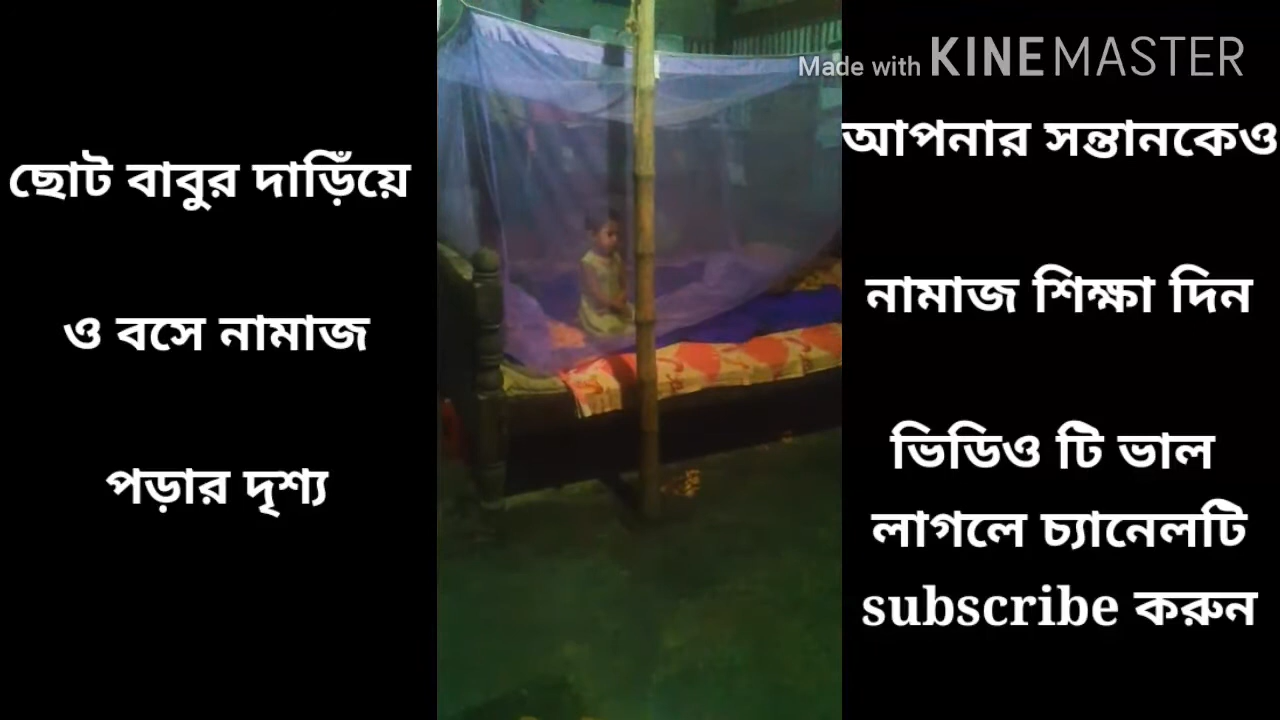 ছোট বাবুর দাড়িঁয়ে
ও বসে নামাজ
পড়ার দৃশ্য
Made with KINEMASTER
আপনার সন্তানকেও
নামাজ শিক্ষা দিন
ভিডিও টি ভাল
লাগলে চ্যানেলটি
subscribe করুন